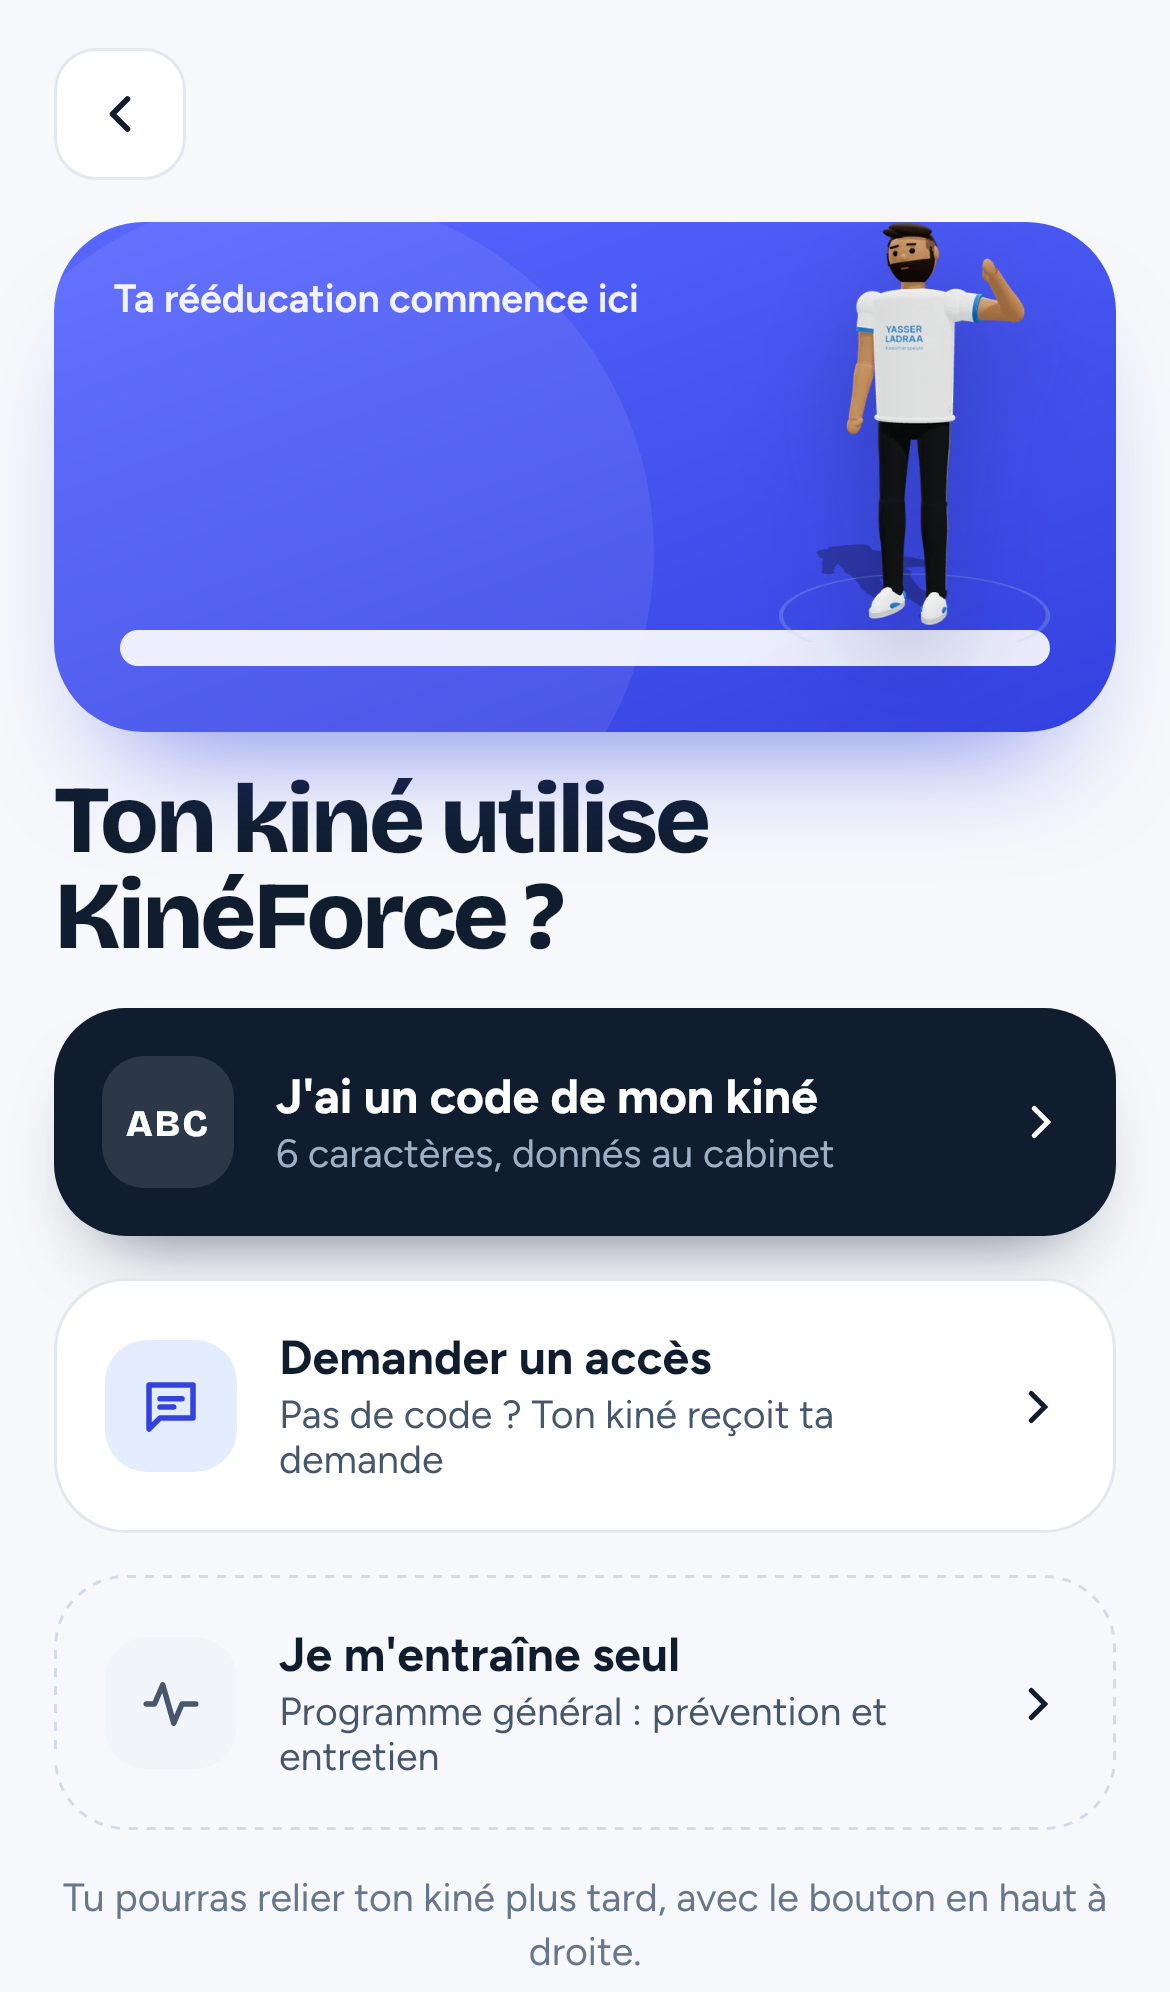 Ta rééducation commence ici
YASSER
LADRAA
Ton kiné utilise
KinéForce ?
ABC
J'ai un code de mon kiné
6 caractères, donnés au cabinet
Demander un accès
Pas de code ? Ton kiné reçoit ta
demande
Je m'entraîne seul
Programme général : prévention et
entretien
Tu pourras relier ton kiné plus tard, avec le bouton en haut à
droite.